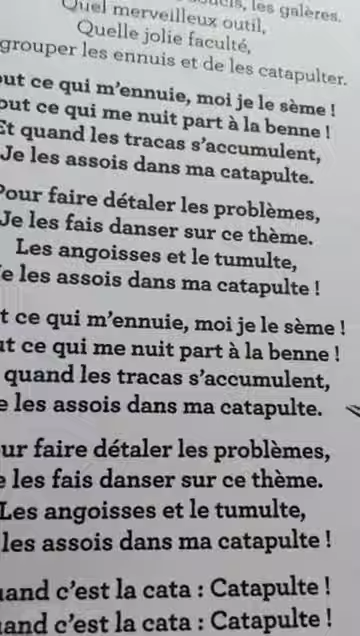 les galères.
Quel merveilleux outil,
Quelle jolie faculté,
grouper les ennuis et de les catapulter.
out ce qui m'ennuie, moi je le sème !
out ce qui me nuit part à la benne !
Et quand les tracas s'accumulent,
Je les assois dans ma catapulte.
Pour faire détaler les problèmes,
Je les fais danser sur ce thème.
Les angoisses et le tumulte,
e les assois dans ma catapulte !
t ce qui m'ennuie, moi je le sème !
ut ce qui me nuit part à la benne !
quand les tracas s'accumulent,
e les assois dans ma catapulte.
ur faire détaler les problèmes,
e les fais danser sur ce thème.
Les angoisses et le tumulte,
les assois dans ma catapulte !
uand c'est la cata : Catapulte !
uand c'est la cata : Catapulte !